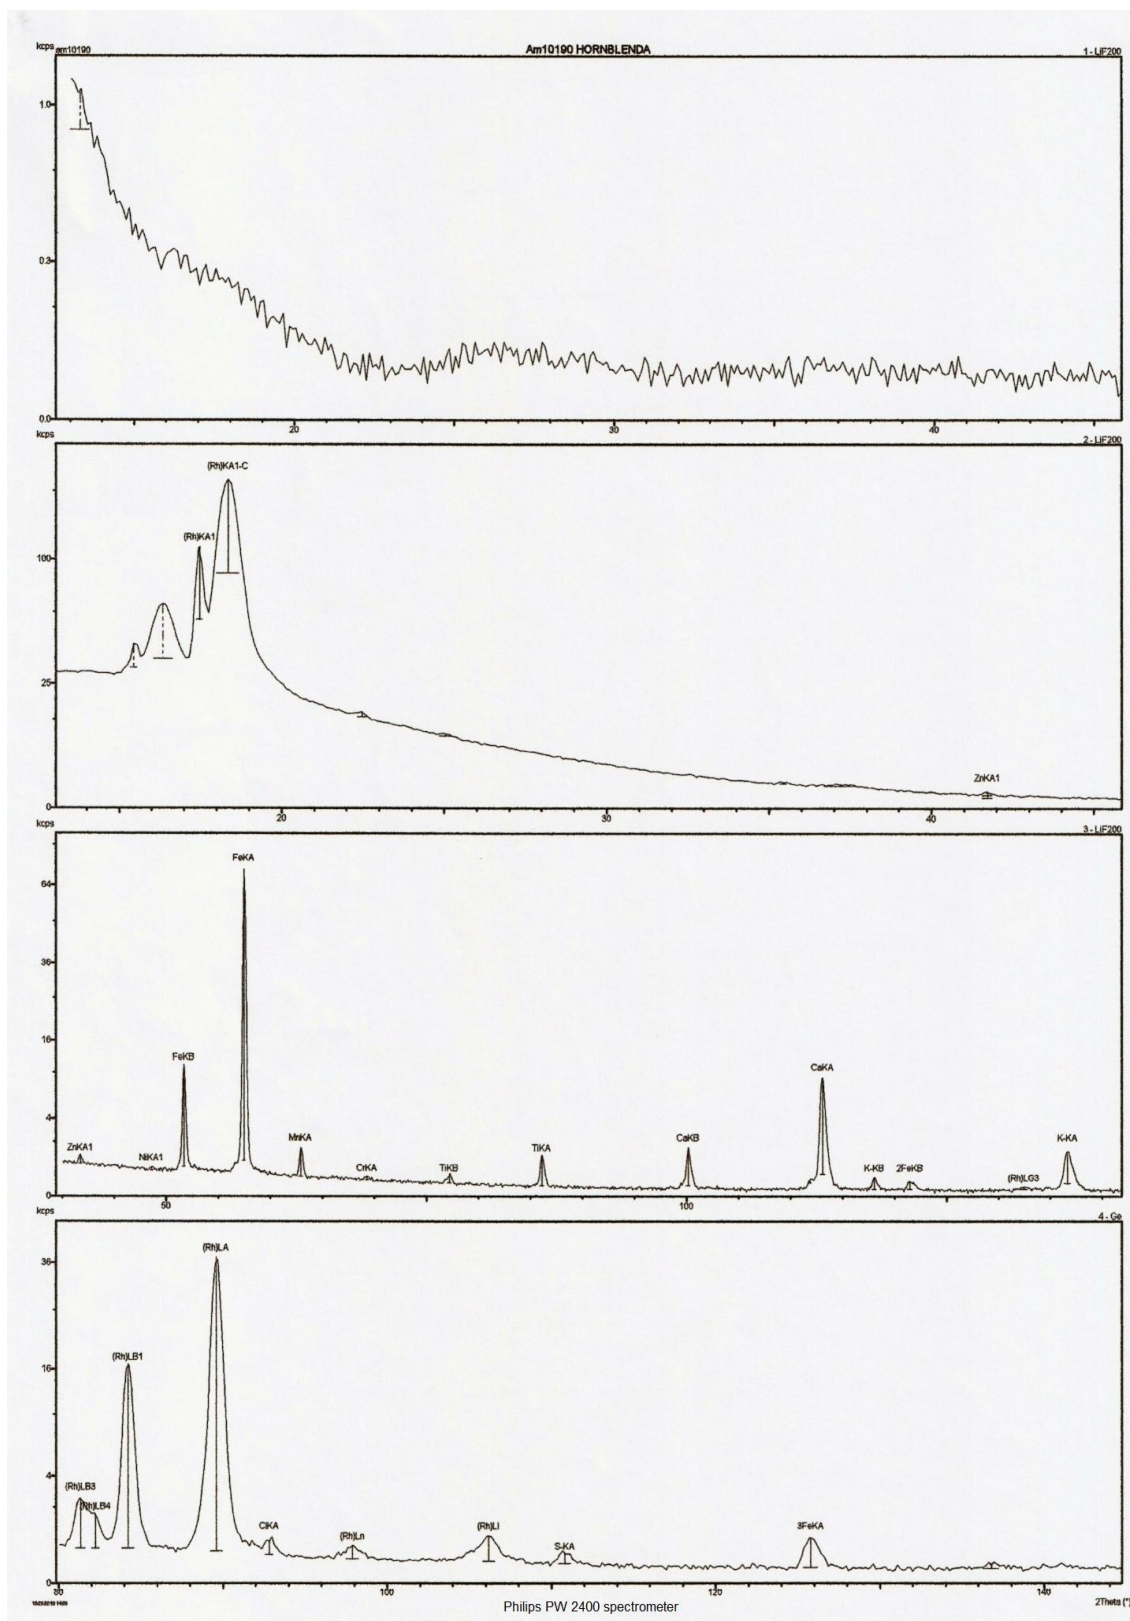 kcps am10190 Am10190 HORNBLENDA 1 - LiF200
1.0
0.3
0.0
20 30 40
kcps 2 - LiF200
(Rh)KA1-C
(Rh)KA1
100
25
ZnKA1
0
20 30 40
kcps 3 - LiF200
FeKA
64
36
16
FeKB
CaKA
4
MnKA
ZnKA1 NiKA1 CrKA TiKB TiKA CaKB K-KB 2FeKB (Rh)LG3 K-KA
0
50 100
kcps 4 - Ge
(Rh)LA
36
(Rh)LB1
16
4
(Rh)LB3
(Rh)LB4
ClKA (Rh)Ln (Rh)Ll S-KA 3FeKA
0
80 100 120 140
2Theta (°)
Philips PW 2400 spectrometer